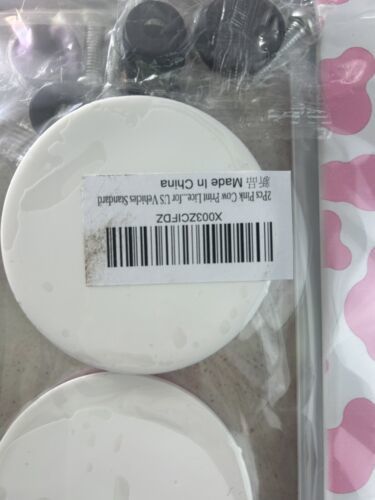 X003ZCIFDZ
2Pcs Pink Cow Print Lice...for US Vehicles Standard
新品 Made In China